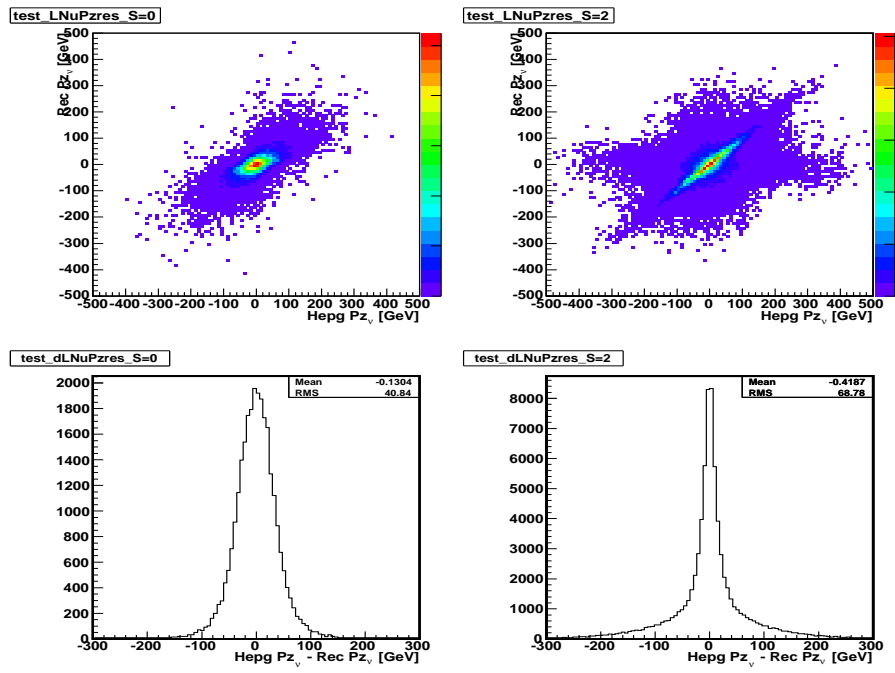 test_LNuPzres_S=0
Rec Pz_ν [GeV]
500
400
300
200
100
0
-100
-200
-300
-400
-500
-500-400-300-200-100 0 100 200 300 400 500
Hepg Pz_ν [GeV]
test_LNuPzres_S=2
Rec Pz_ν [GeV]
500
400
300
200
100
0
-100
-200
-300
-400
-500
-500-400-300-200-100 0 100 200 300 400 500
Hepg Pz_ν [GeV]
test_dLNuPzres_S=0
Mean -0.1304
RMS 40.84
2000
1800
1600
1400
1200
1000
800
600
400
200
0
-300 -200 -100 0 100 200 300
Hepg Pz_ν - Rec Pz_ν [GeV]
test_dLNuPzres_S=2
Mean -0.4187
RMS 68.78
8000
7000
6000
5000
4000
3000
2000
1000
0
-300 -200 -100 0 100 200 300
Hepg Pz_ν - Rec Pz_ν [GeV]